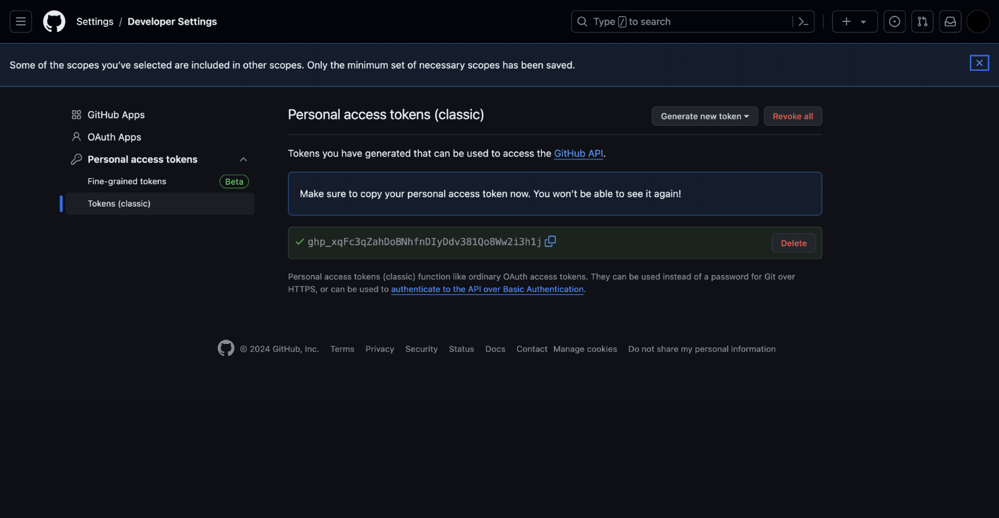 Settings / Developer Settings
Type / to search
Some of the scopes you've selected are included in other scopes. Only the minimum set of necessary scopes has been saved.
GitHub Apps
OAuth Apps
Personal access tokens
Fine-grained tokens Beta
Tokens (classic)
Personal access tokens (classic)
Generate new token
Revoke all
Tokens you have generated that can be used to access the GitHub API.
Make sure to copy your personal access token now. You won't be able to see it again!
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
Delete
Personal access tokens (classic) function like ordinary OAuth access tokens. They can be used instead of a password for Git over
HTTPS, or can be used to authenticate to the API over Basic Authentication.
© 2024 GitHub, Inc. Terms Privacy Security Status Docs Contact Manage cookies Do not share my personal information